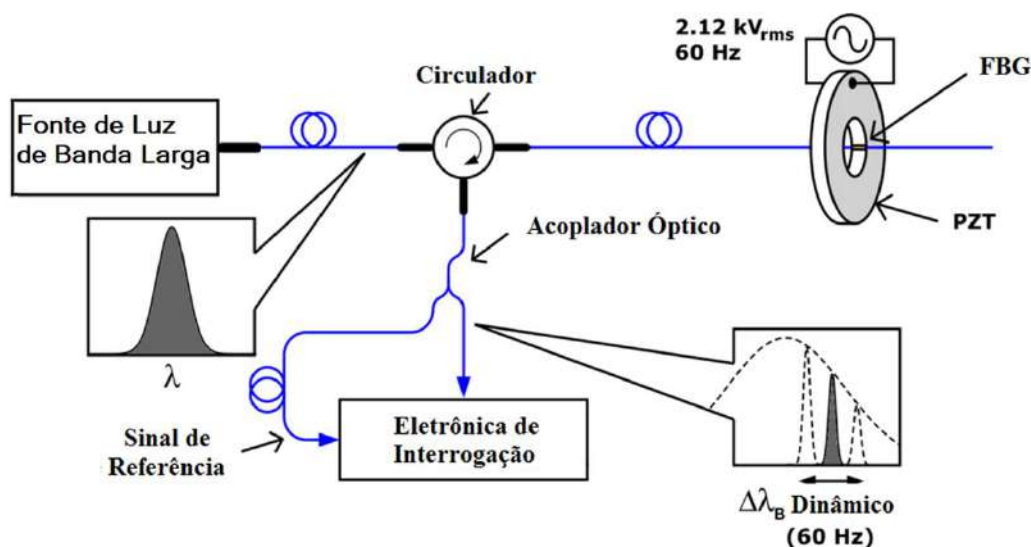 2.12 kVrms
60 Hz
Circulador
FBG
Fonte de Luz
de Banda Larga
PZT
Acoplador Óptico
λ
Sinal de
Referência
Eletrônica de
Interrogação
ΔλB Dinâmico
(60 Hz)